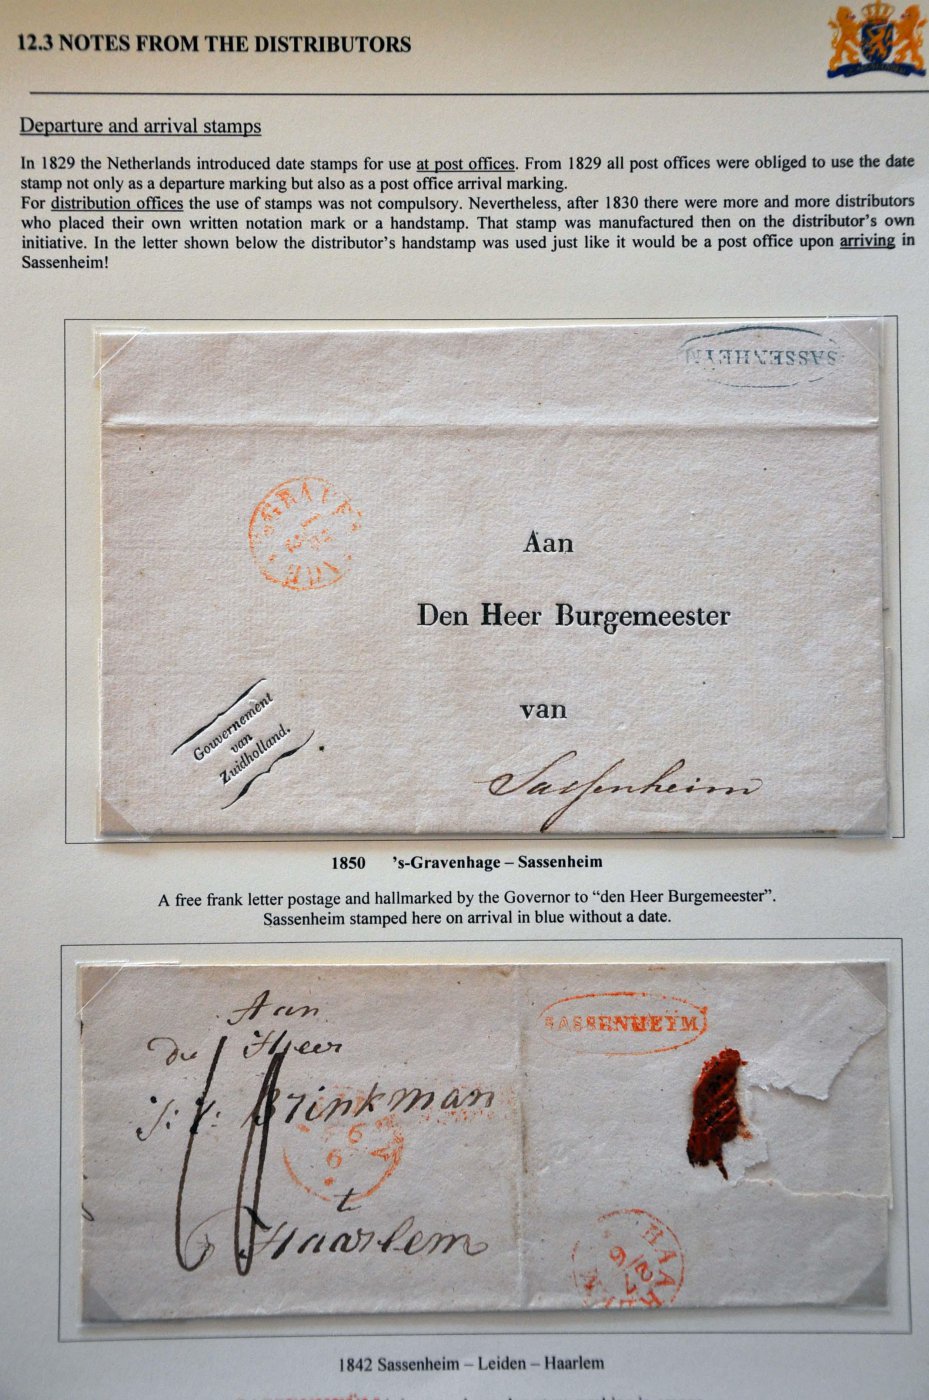 12.3 NOTES FROM THE DISTRIBUTORS
Departure and arrival stamps
In 1829 the Netherlands introduced date stamps for use at post offices. From 1829 all post offices were obliged to use the date
stamp not only as a departure marking but also as a post office arrival marking.
For distribution offices the use of stamps was not compulsory. Nevertheless, after 1830 there were more and more distributors
who placed their own written notation mark or a handstamp. That stamp was manufactured then on the distributor's own
initiative. In the letter shown below the distributor's handstamp was used just like it would be a post office upon arriving in
Sassenheim!
SASSENHEYM
'S GRAVEN
HAGE
Aan
Den Heer Burgemeester
van
Sassenheim
Gouvernement
van
Zuidholland.
1850 's-Gravenhage – Sassenheim
A free frank letter postage and hallmarked by the Governor to “den Heer Burgemeester”.
Sassenheim stamped here on arrival in blue without a date.
Aan
Heer
Brinkman
te
Haarlem
SASSENHEYM
6
6
HAARLEM
1842 Sassenheim – Leiden – Haarlem